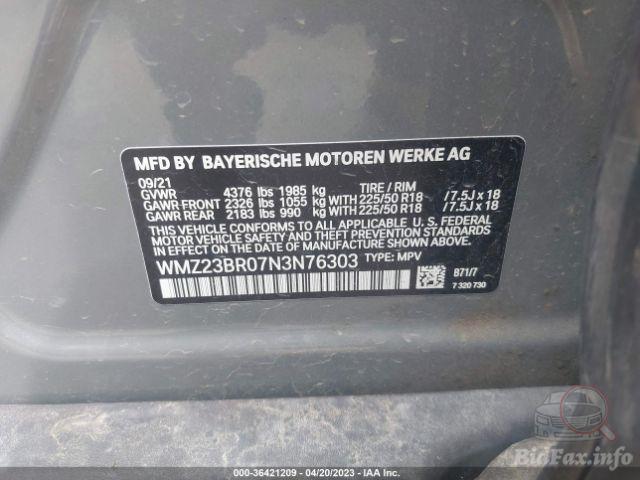 MFD BY BAYERISCHE MOTOREN WERKE AG
09/21
GVWR 4376 lbs 1985 kg TIRE / RIM
GAWR FRONT 2326 lbs 1055 kg WITH 225/50 R18 /7.5J x 18
GAWR REAR 2183 lbs 990 kg WITH 225/50 R18 /7.5J x 18
THIS VEHICLE CONFORMS TO ALL APPLICABLE U. S. FEDERAL
MOTOR VEHICLE SAFETY, BUMPER, AND THEFT PREVENTION
STANDARDS IN EFFECT ON THE DATE OF MANUFACTURE SHOWN ABOVE.
WMZ23BR07N3N76303 TYPE: MPV
B71/7
7 320 730
BidFax.info
000-36421209 - 04/20/2023 - IAA Inc.